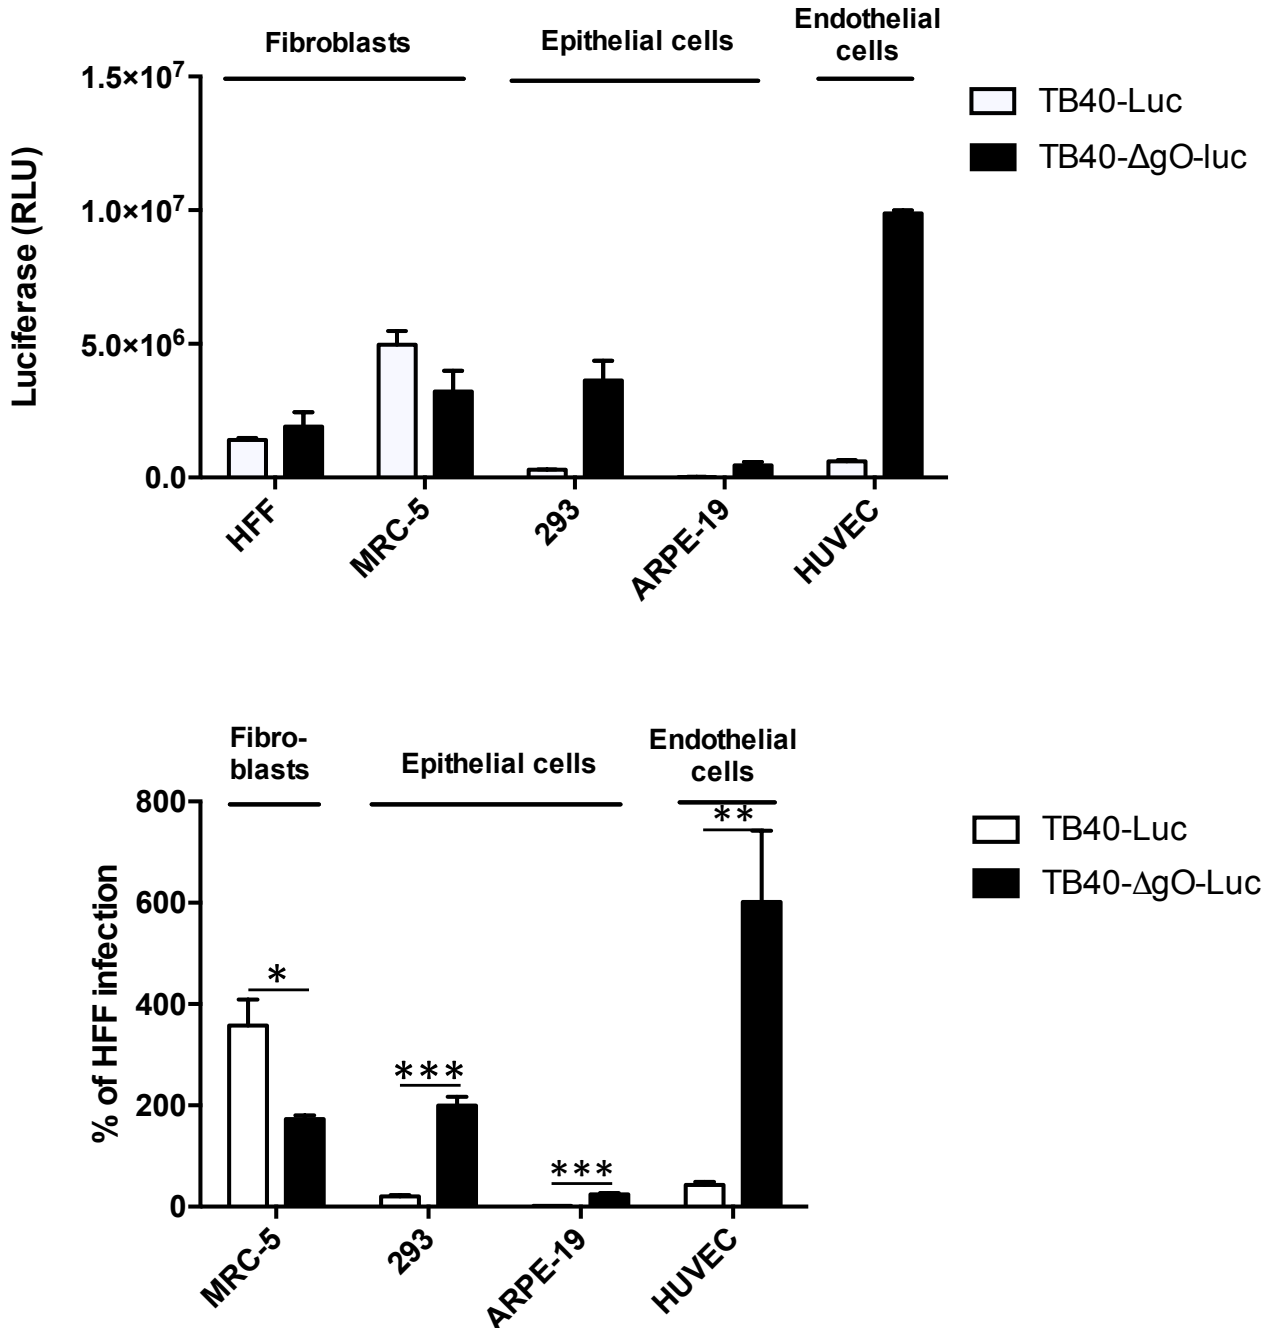 Fibroblasts
Epithelial cells
Endothelial
cells
Luciferase (RLU)
1.5×10⁷
1.0×10⁷
5.0×10⁶
0.0
HFF
MRC-5
293
ARPE-19
HUVEC
TB40-Luc
TB40-ΔgO-luc
Fibro-
blasts
Epithelial cells
Endothelial
cells
% of HFF infection
800
600
400
200
0
*
***
***
**
MRC-5
293
ARPE-19
HUVEC
TB40-Luc
TB40-ΔgO-Luc